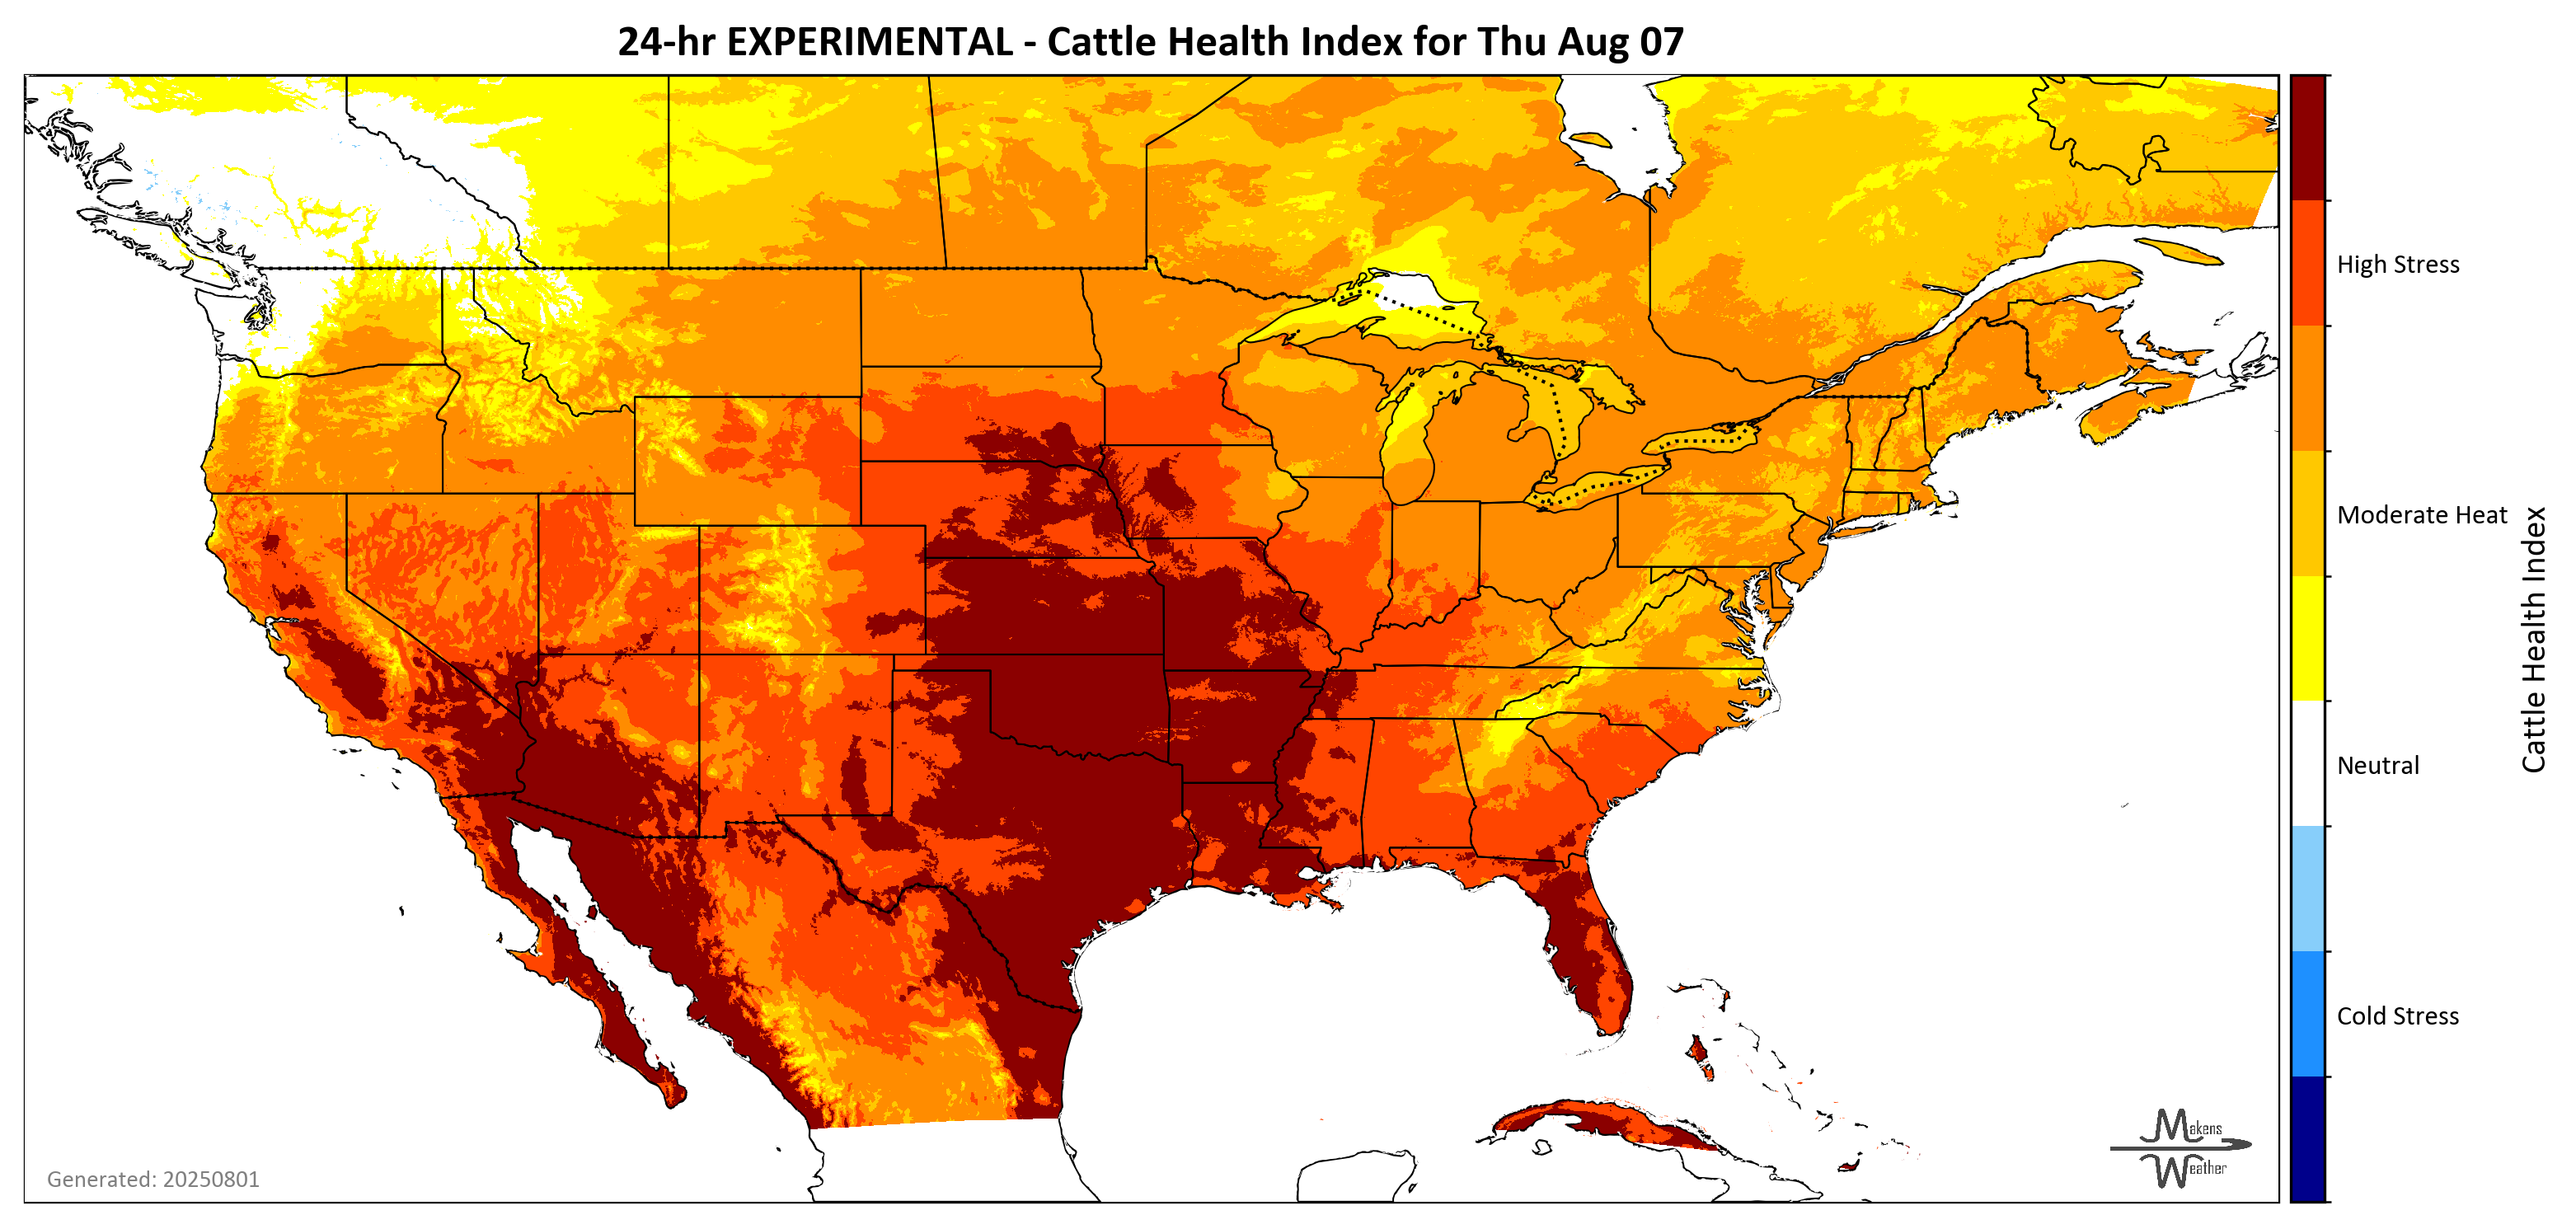 24-hr EXPERIMENTAL - Cattle Health Index for Thu Aug 07
High Stress
Moderate Heat
Neutral
Cold Stress
Cattle Health Index
Makens
Weather
Generated: 20250801